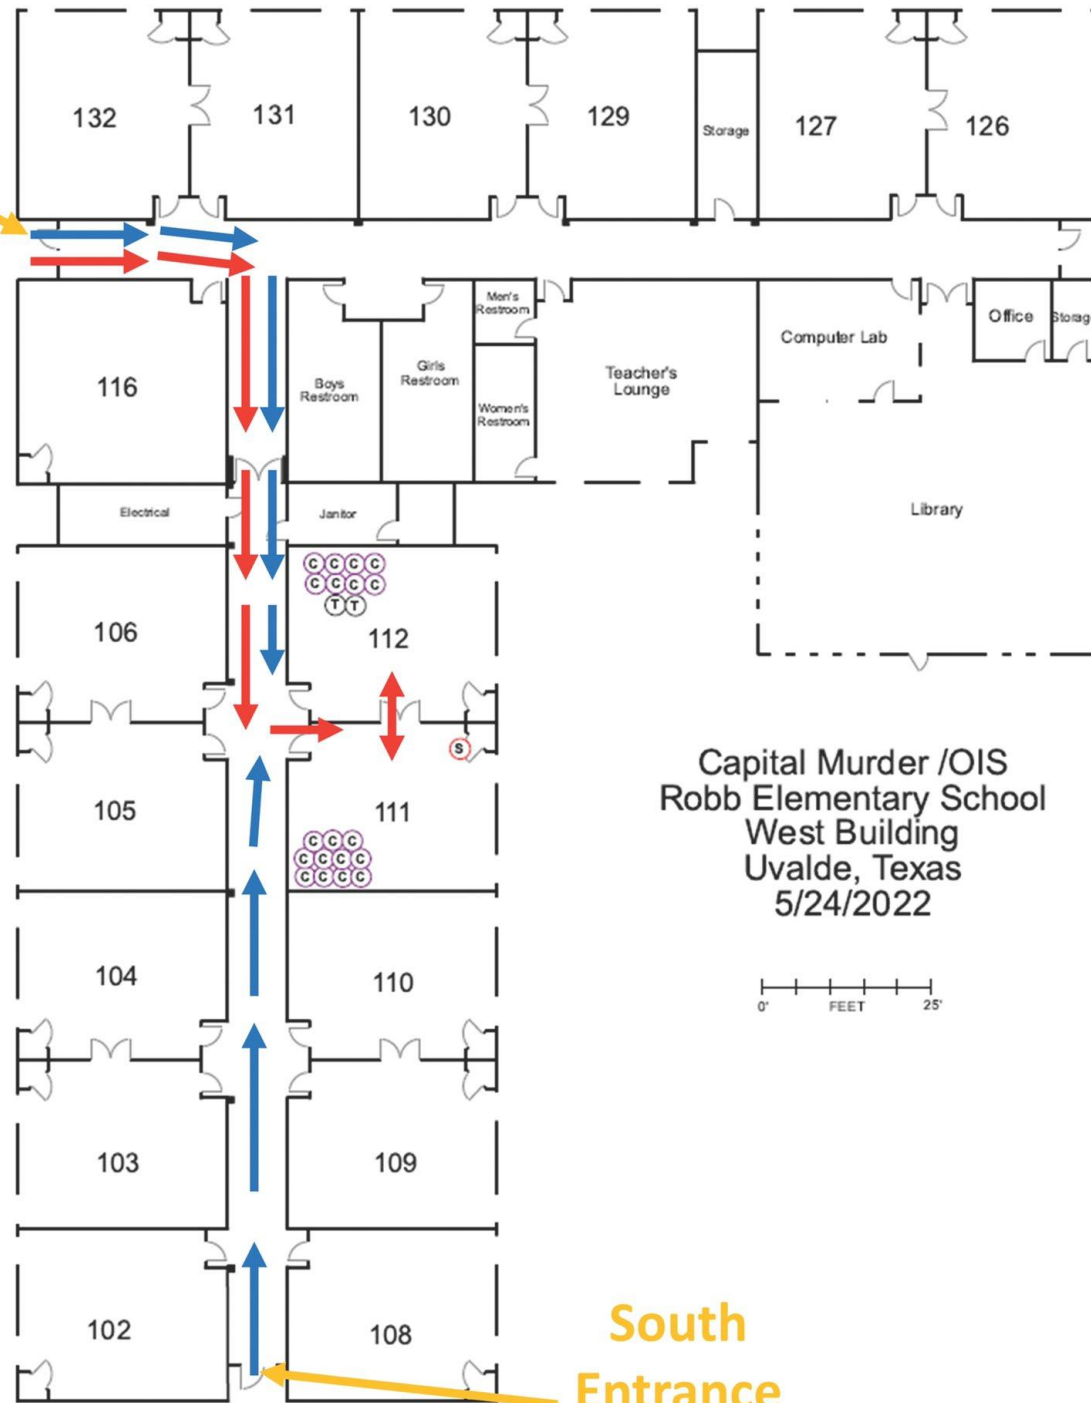 132
131
130
129
Storage
127
126
116
Boys
Restroom
Girls
Restroom
Men's
Restroom
Women's
Restroom
Teacher's
Lounge
Computer Lab
Office
Storag
Library
Electrical
Janitor
106
C C C C
C C C C
T T
112
S
105
111
C C C
C C C C
C C C C
104
110
103
109
102
108
Capital Murder /OIS
Robb Elementary School
West Building
Uvalde, Texas
5/24/2022
0' FEET 25'
South
Entrance